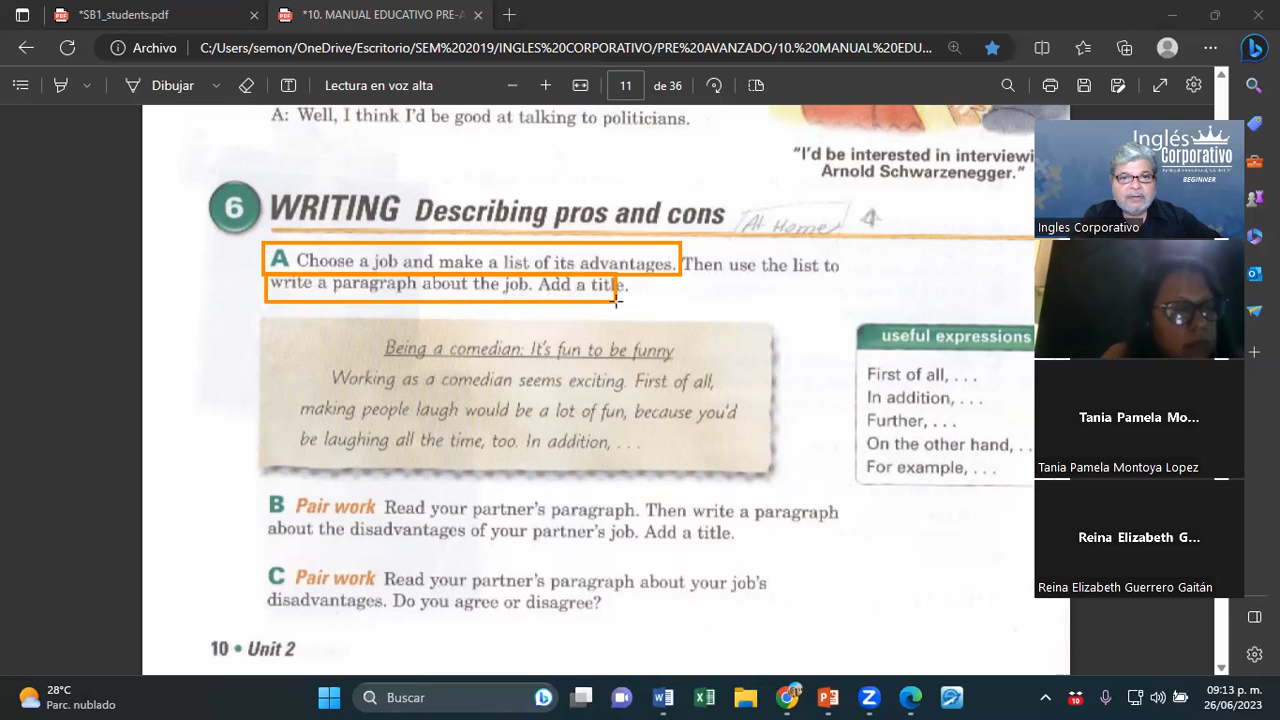 *SB1_students.pdf
*10. MANUAL EDUCATIVO PRE-A
Archivo
C:/Users/semon/OneDrive/Escritorio/SEM%202019/INGLES%20CORPORATIVO/PRE%20AVANZADO/10.%20MANUAL%20EDU...
Dibujar
Lectura en voz alta
11
de 36
A: Well, I think I'd be good at talking to politicians.
"I'd be interested in interviewi
Arnold Schwarzenegger."
6 WRITING Describing pros and cons
At Home
A Choose a job and make a list of its advantages. Then use the list to
write a paragraph about the job. Add a title.
Being a comedian: It's fun to be funny
Working as a comedian seems exciting. First of all,
making people laugh would be a lot of fun, because you'd
be laughing all the time, too. In addition, . . .
useful expressions
First of all, . . .
In addition, . . .
Further, . . .
On the other hand, . .
For example, . . .
B Pair work Read your partner's paragraph. Then write a paragraph
about the disadvantages of your partner's job. Add a title.
C Pair work Read your partner's paragraph about your job's
disadvantages. Do you agree or disagree?
10 • Unit 2
Inglés
Corporativo
BEGINNER
Ingles Corporativo
Tania Pamela Mo...
Tania Pamela Montoya Lopez
Reina Elizabeth G...
Reina Elizabeth Guerrero Gaitán
28°C
Parc. nublado
Buscar
10
09:13 p. m.
26/06/2023